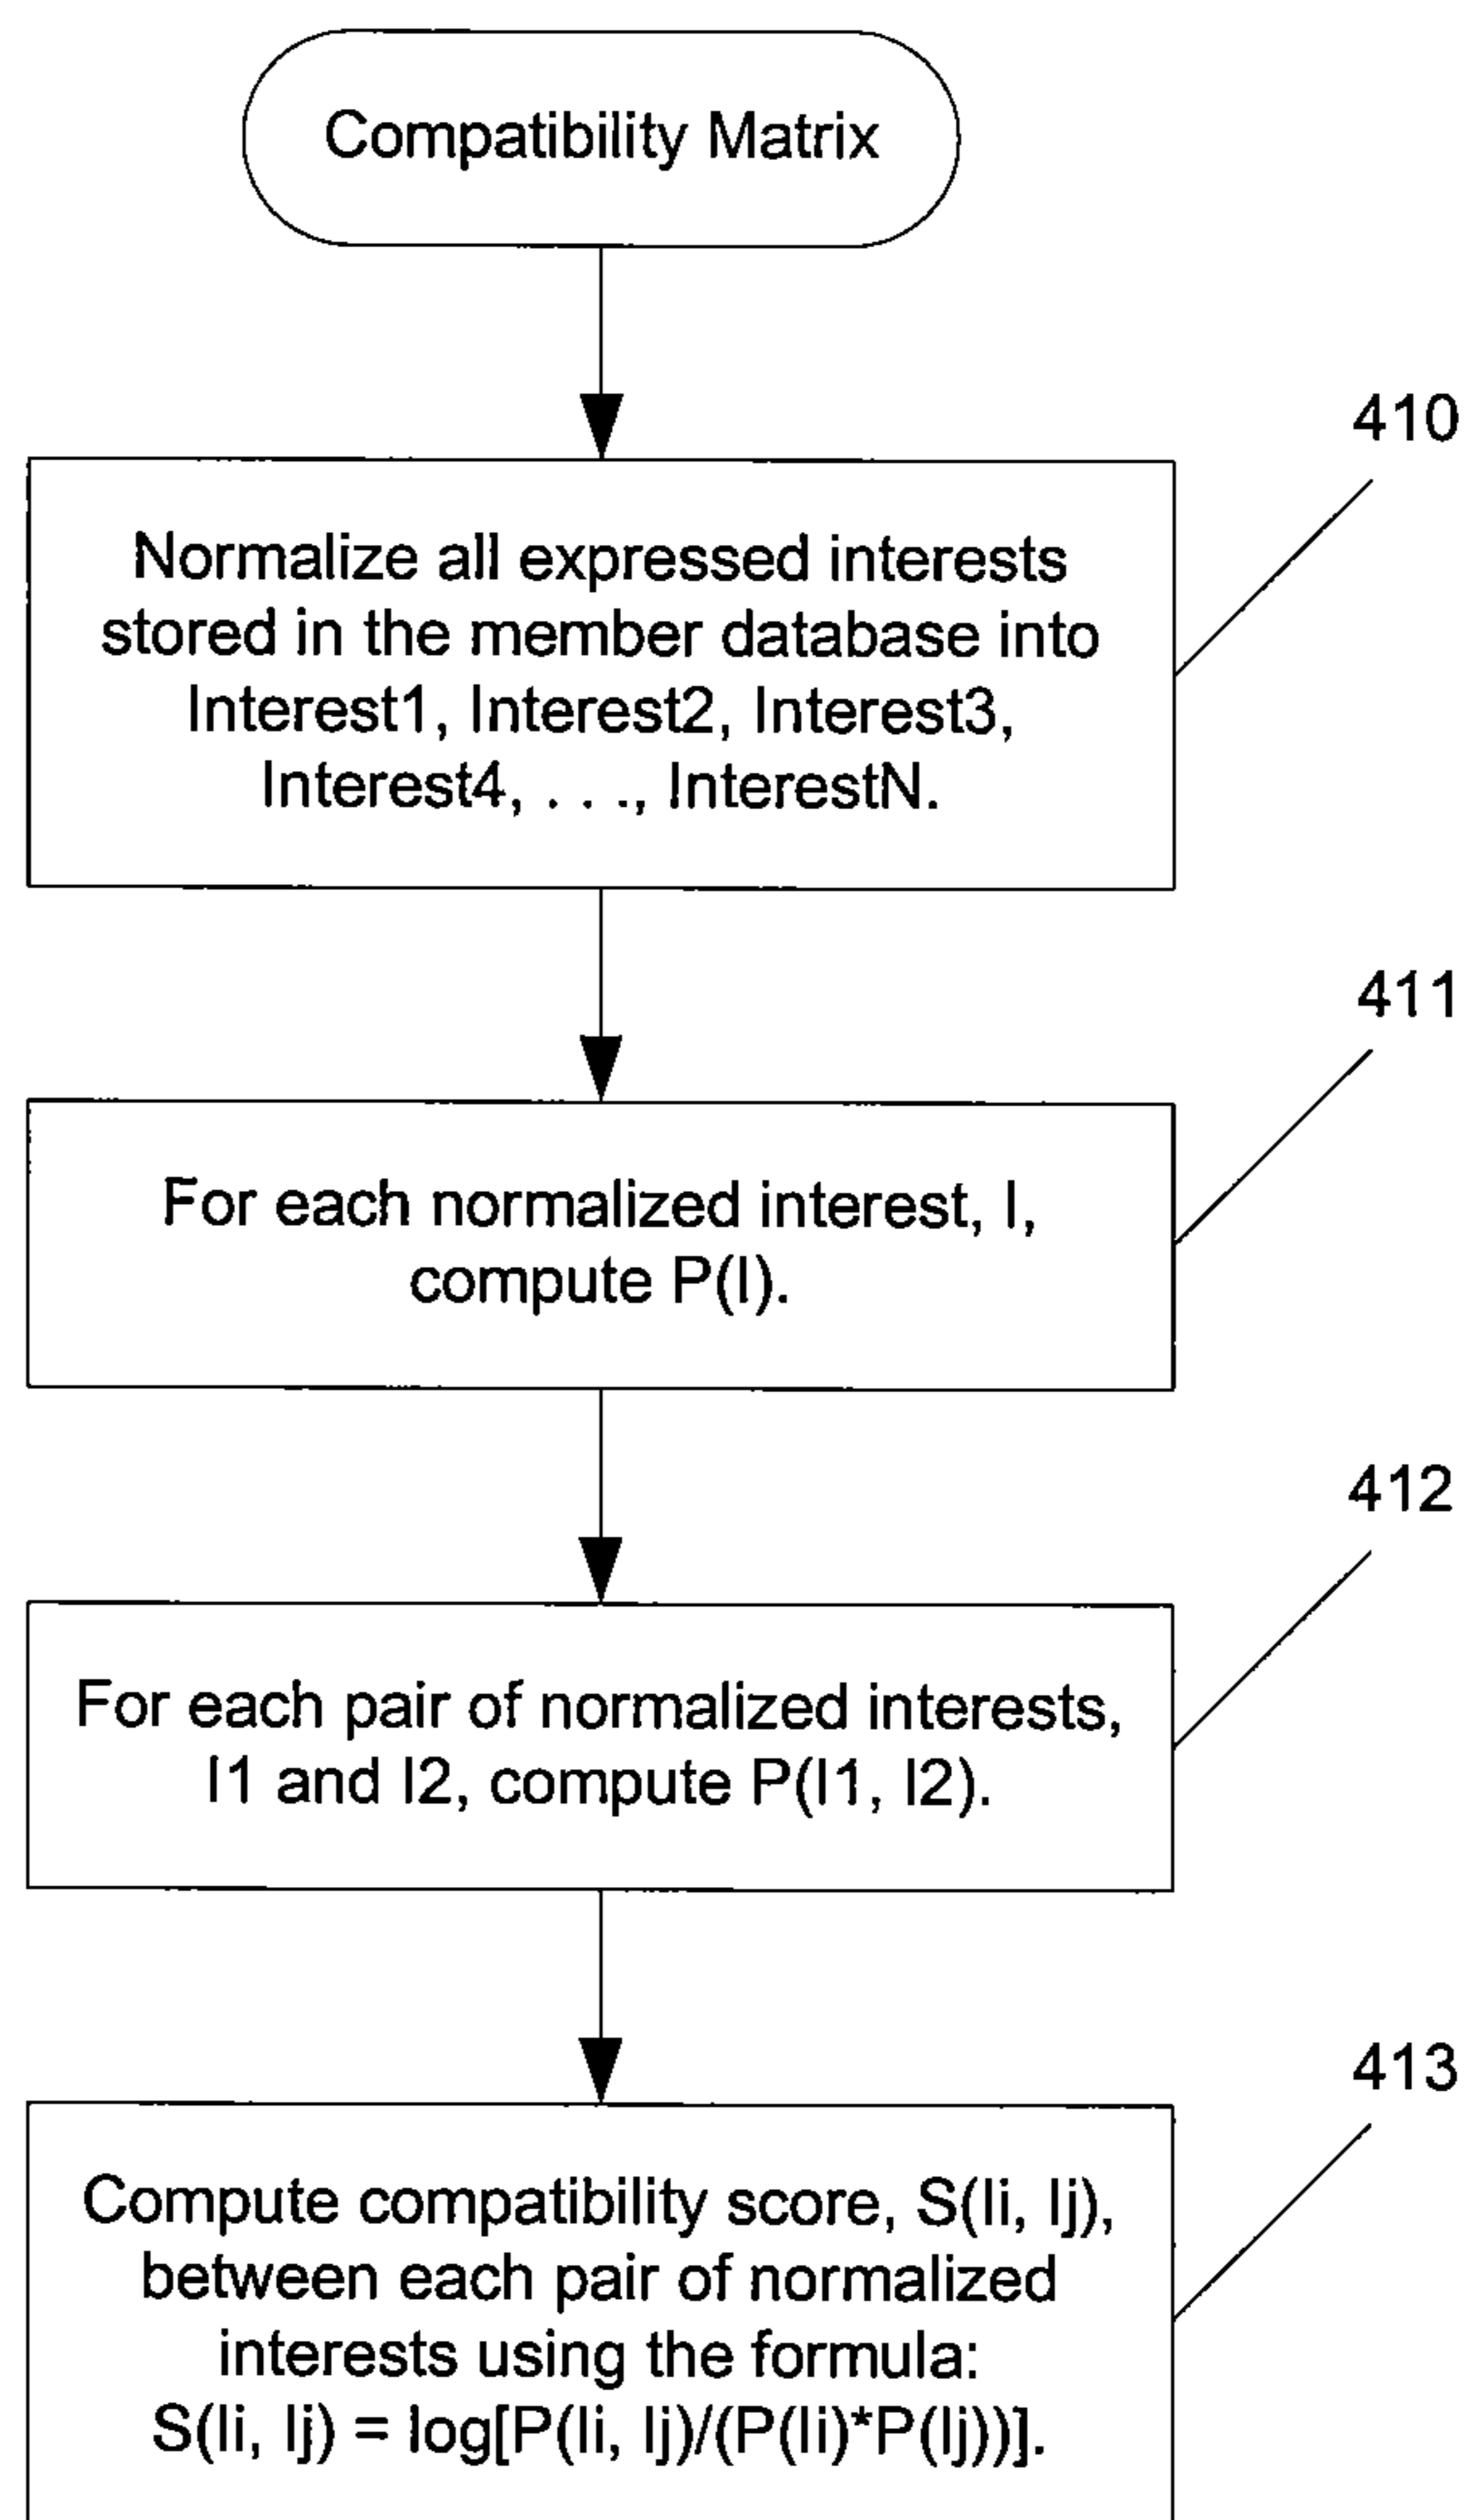 Compatibility Matrix
410
Normalize all expressed interests
stored in the member database into
Interest1, Interest2, Interest3,
Interest4, . . ., InterestN.
411
For each normalized interest, I,
compute P(I).
412
For each pair of normalized interests,
I1 and I2, compute P(I1, I2).
413
Compute compatibility score, S(Ii, Ij),
between each pair of normalized
interests using the formula:
S(Ii, Ij) = log[P(Ii, Ij)/(P(Ii)*P(Ij))].